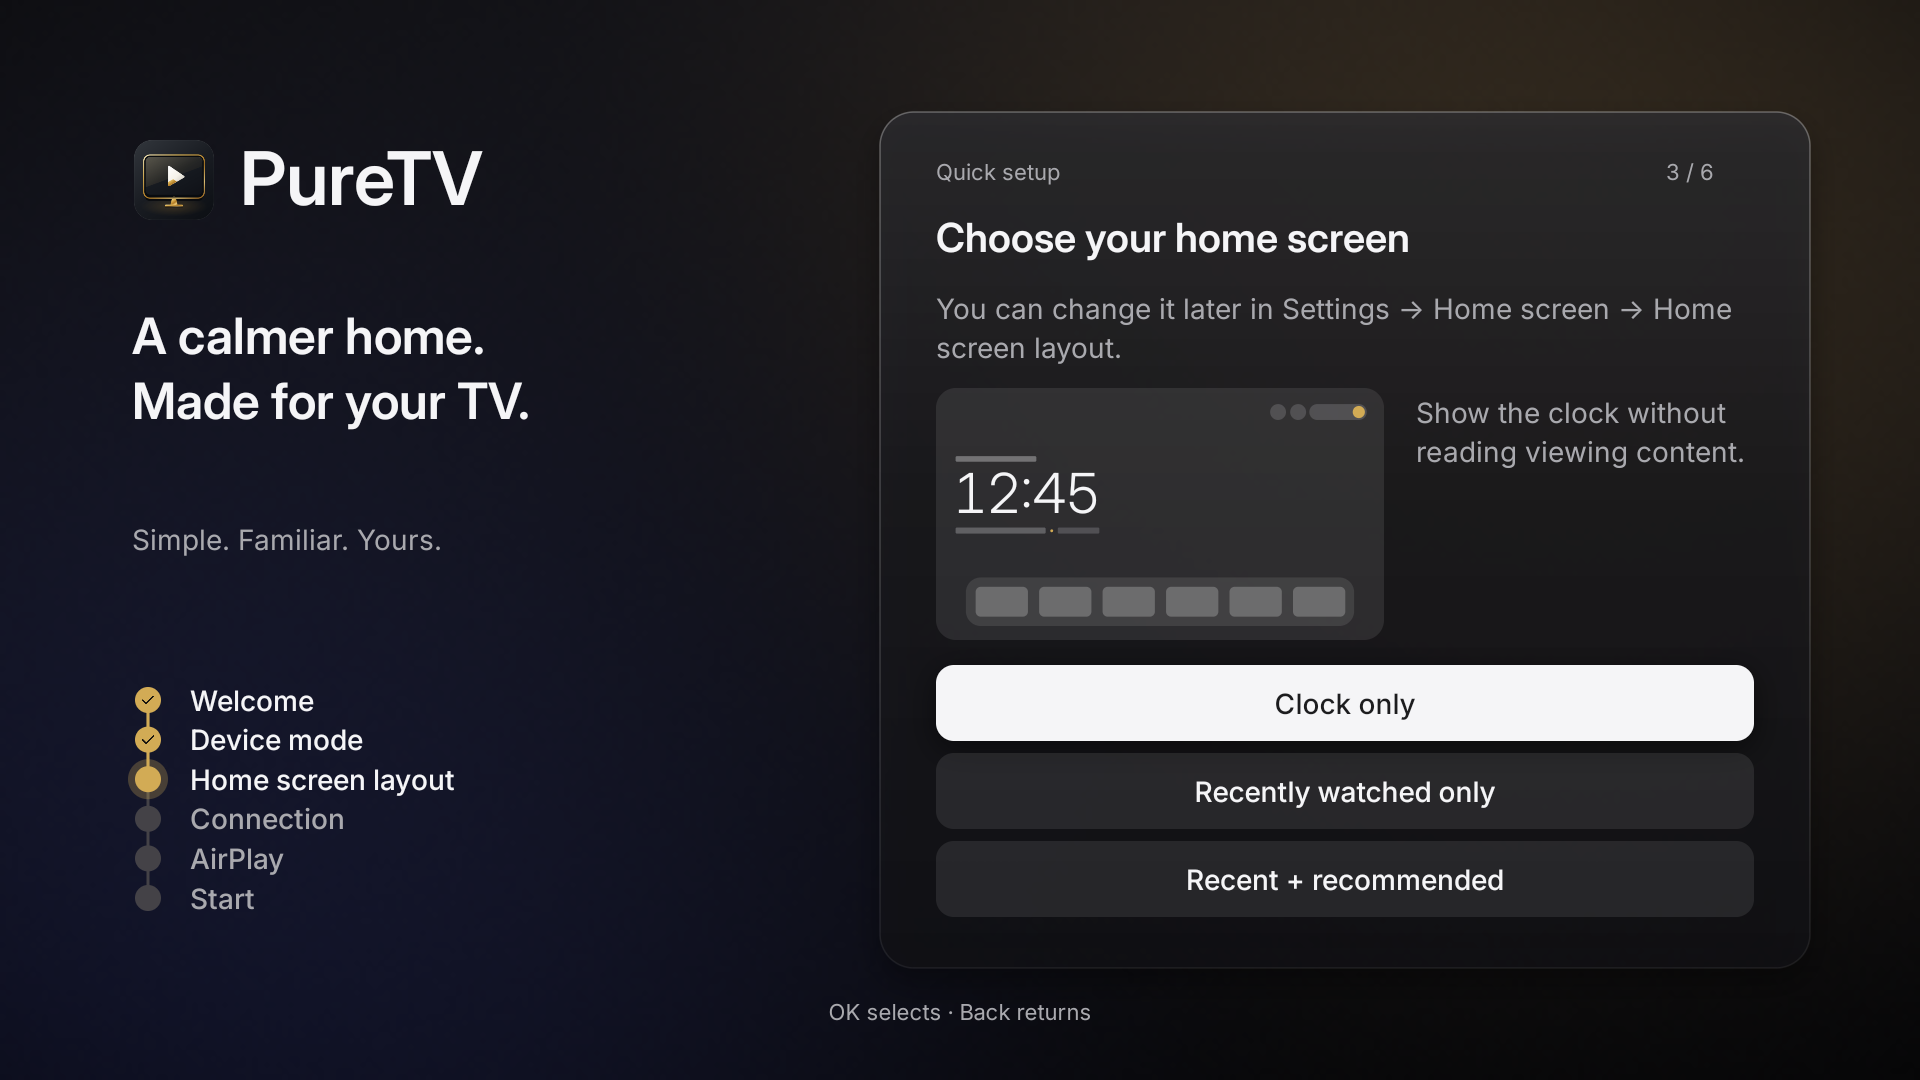 PureTV
A calmer home.
Made for your TV.
Simple. Familiar. Yours.
Welcome
Device mode
Home screen layout
Connection
AirPlay
Start
Quick setup
3 / 6
Choose your home screen
You can change it later in Settings → Home screen → Home
screen layout.
12:45
Show the clock without
reading viewing content.
Clock only
Recently watched only
Recent + recommended
OK selects · Back returns